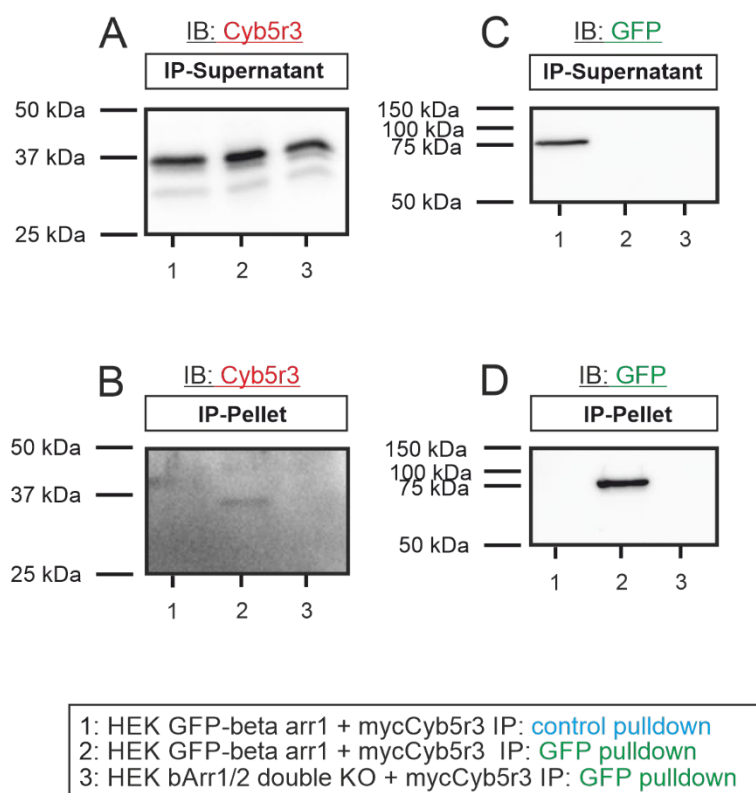 A
IB: Cyb5r3
IP-Supernatant
50 kDa
37 kDa
25 kDa
1 2 3
C
IB: GFP
IP-Supernatant
150 kDa
100 kDa
75 kDa
50 kDa
1 2 3
B
IB: Cyb5r3
IP-Pellet
50 kDa
37 kDa
25 kDa
1 2 3
D
IB: GFP
IP-Pellet
150 kDa
100 kDa
75 kDa
50 kDa
1 2 3
1: HEK GFP-beta arr1 + mycCyb5r3 IP: control pulldown
2: HEK GFP-beta arr1 + mycCyb5r3 IP: GFP pulldown
3: HEK bArr1/2 double KO + mycCyb5r3 IP: GFP pulldown